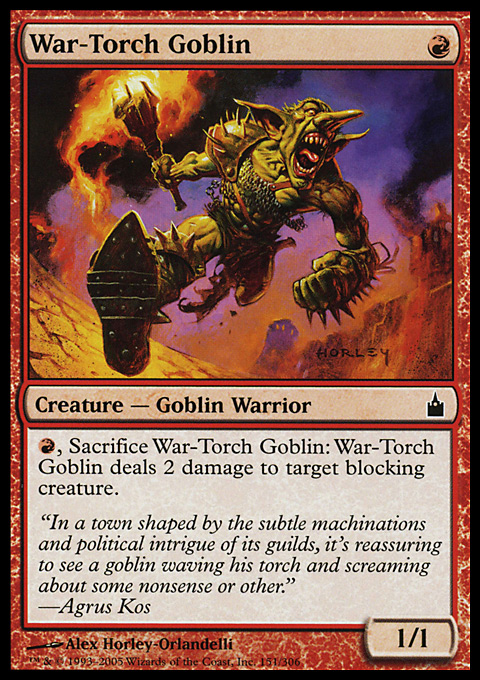 War-Torch Goblin
HORLEY
Creature — Goblin Warrior
, Sacrifice War-Torch Goblin: War-Torch
Goblin deals 2 damage to target blocking
creature.
“In a town shaped by the subtle machinations
and political intrigue of its guilds, it’s reassuring
to see a goblin waving his torch and screaming
about some nonsense or other.”
—Agrus Kos
Alex Horley-Orlandelli
1/1
™ & © 1993–2005 Wizards of the Coast, Inc. 151/306